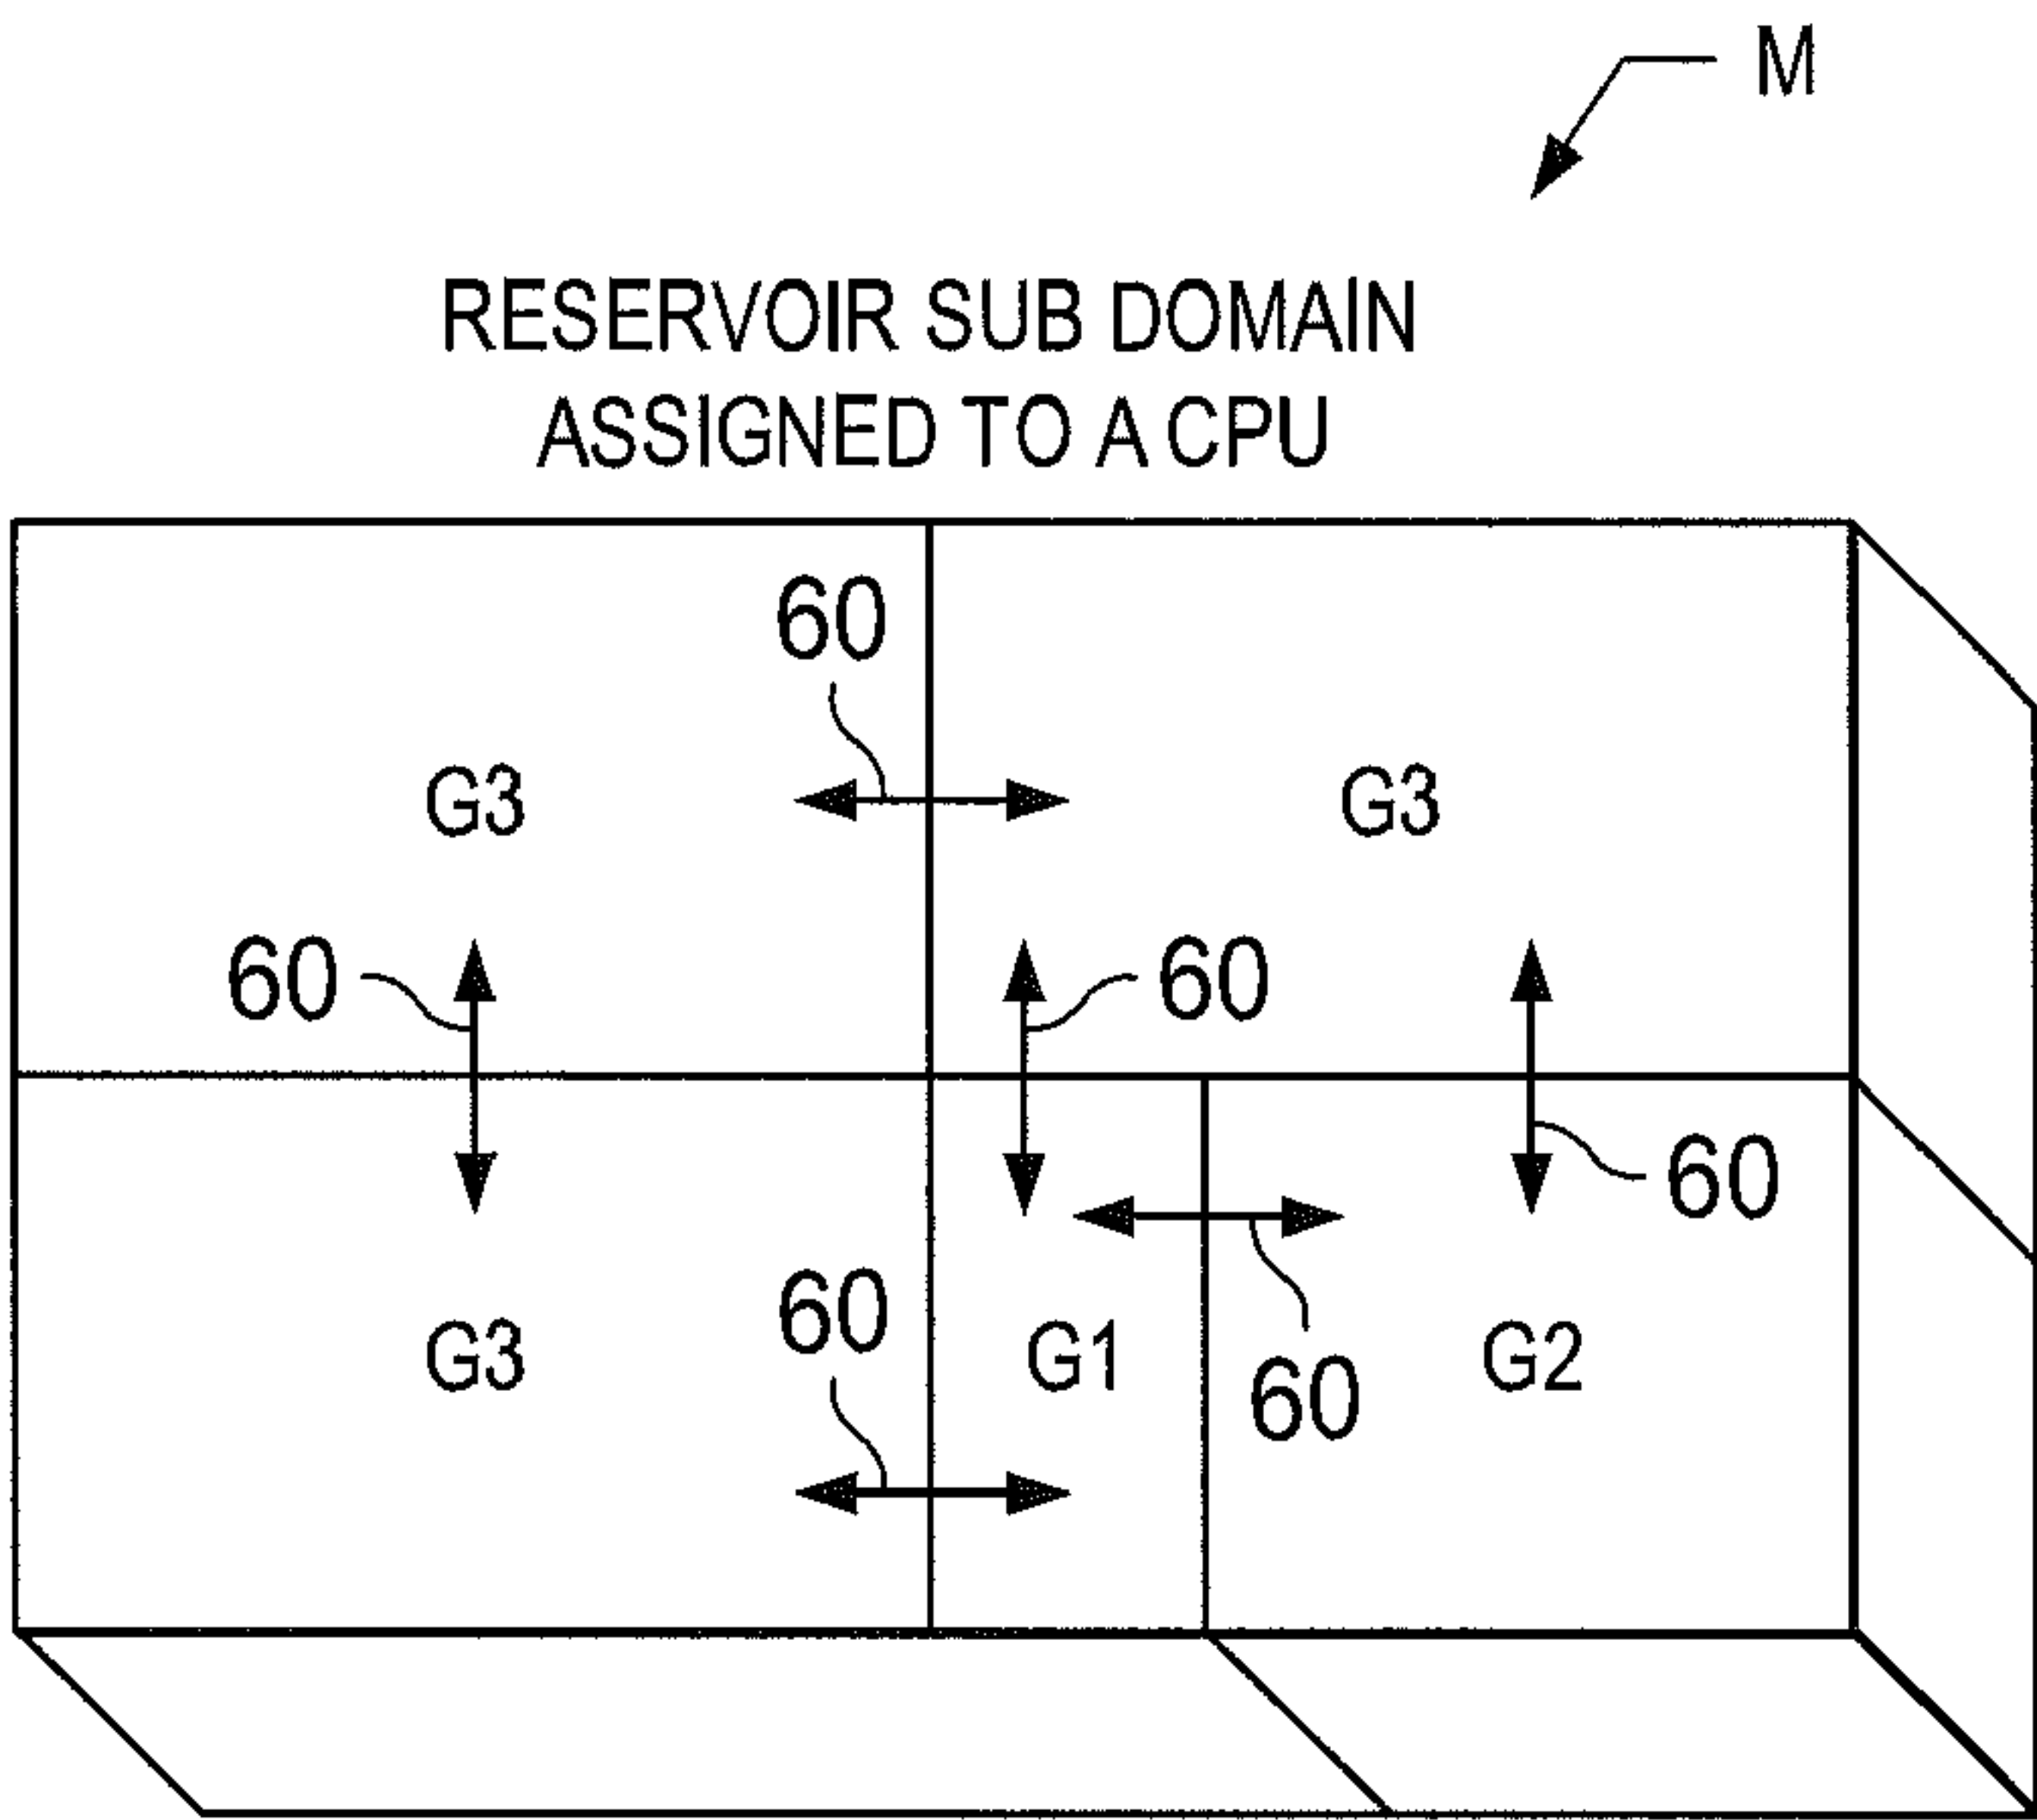 M
RESERVOIR SUB DOMAIN
ASSIGNED TO A CPU
60
G3
G3
60
60
60
60
G3
G1
G2
60